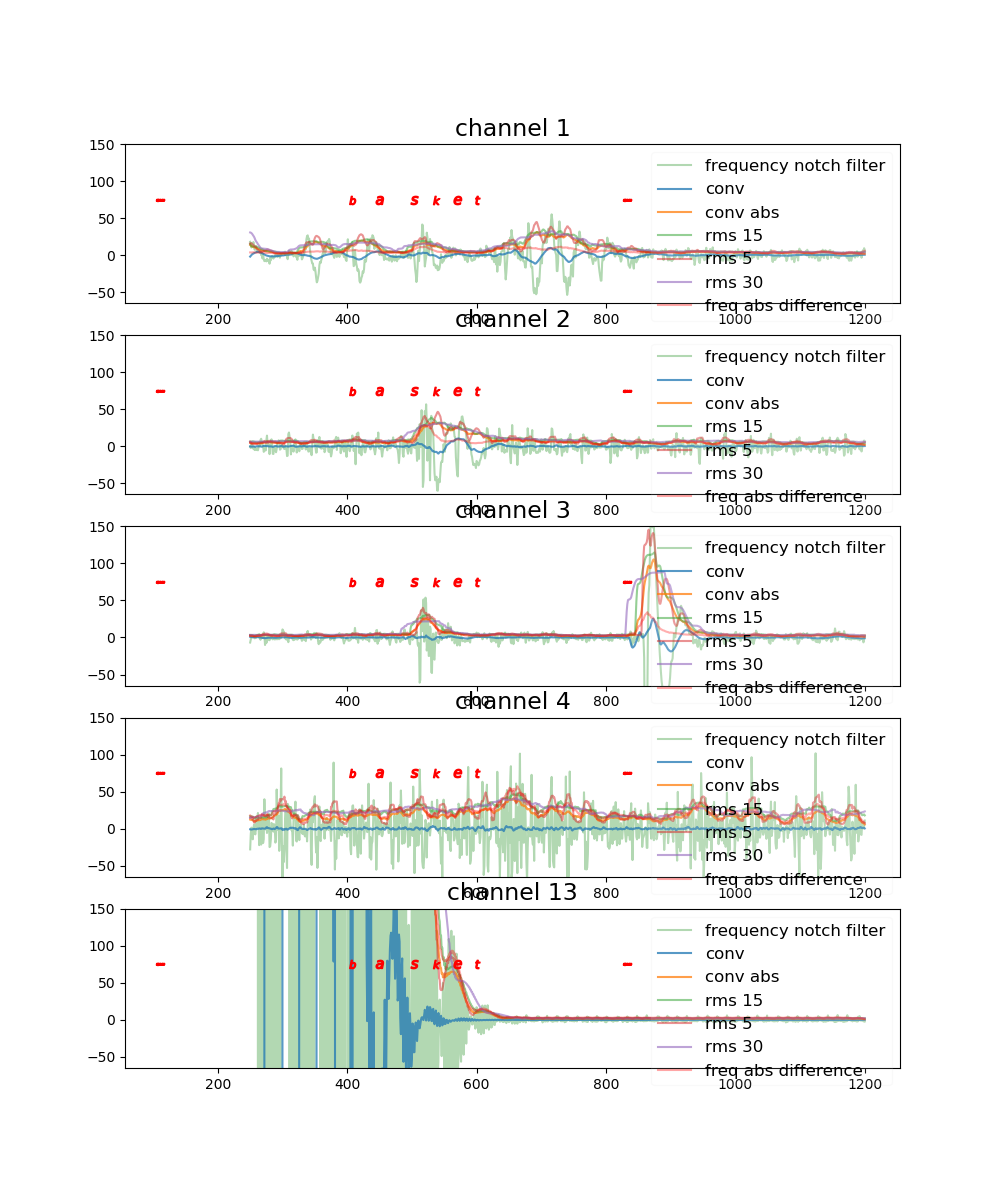 channel 1
150
100
50
0
−50
- b a s k e t -
frequency notch filter
conv
conv abs
rms 15
rms 5
rms 30
freq abs difference
200 400 600 800 1000 1200
channel 2
150
100
50
0
−50
- b a s k e t -
frequency notch filter
conv
conv abs
rms 15
rms 5
rms 30
freq abs difference
200 400 600 800 1000 1200
channel 3
150
100
50
0
−50
- b a s k e t -
frequency notch filter
conv
conv abs
rms 15
rms 5
rms 30
freq abs difference
200 400 600 800 1000 1200
channel 4
150
100
50
0
−50
- b a s k e t -
frequency notch filter
conv
conv abs
rms 15
rms 5
rms 30
freq abs difference
200 400 600 800 1000 1200
channel 13
150
100
50
0
−50
- b a s k e t -
frequency notch filter
conv
conv abs
rms 15
rms 5
rms 30
freq abs difference
200 400 600 800 1000 1200